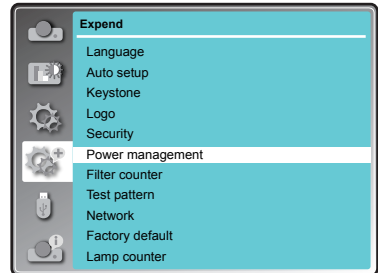 Expend
Language
Auto setup
Keystone
Logo
Security
Power management
Filter counter
Test pattern
Network
Factory default
Lamp counter